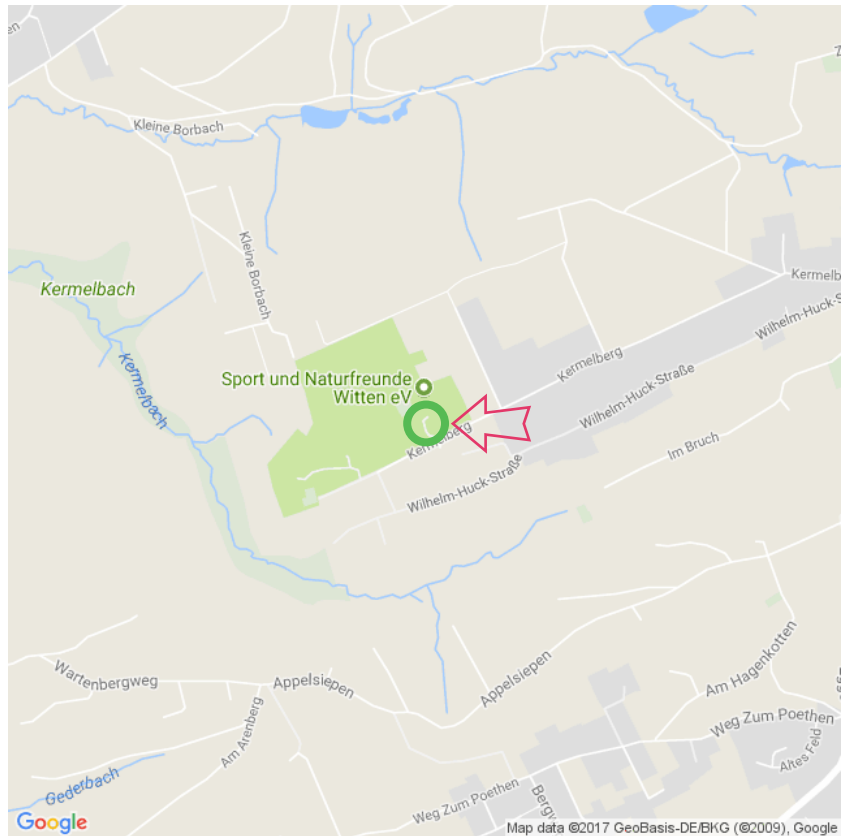 Kleine Borbach
Kleine Borbach
Kermelbach
Kermelbach
Kermelb
Wilhelm-Huck-S
Kermelberg
Wilhelm-Huck-Straße
Sport und Naturfreunde
Witten eV
Kermelberg
Im Bruch
Wilhelm-Huck-Straße
Wartenbergweg
Appelsiepen
Appelsiepen
Am Hagenkotten
Am Arenberg
Weg Zum Poethen
Altes Feld
Gederbach
Weg Zum Poethen
Bergw
Google
Map data ©2017 GeoBasis-DE/BKG (©2009), Google